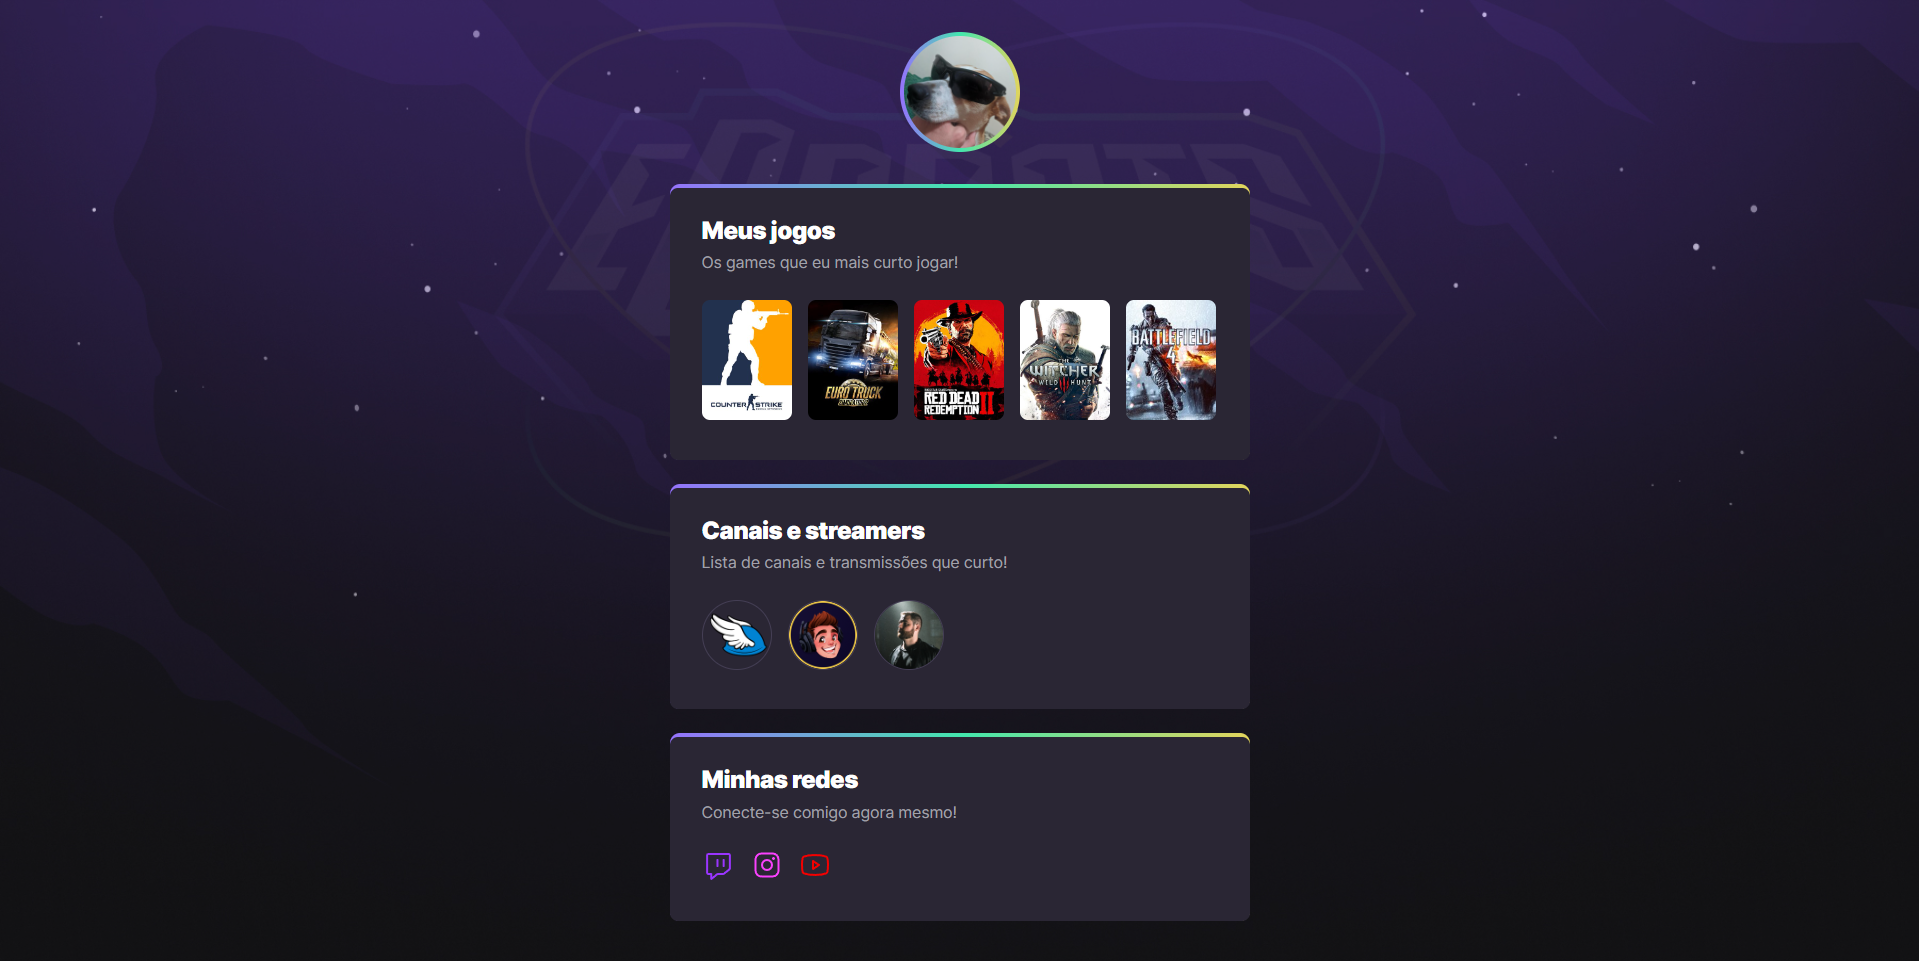 ESPORTS
Meus jogos
Os games que eu mais curto jogar!
COUNTER STRIKE
EURO TRUCK
SIMULATOR
RED DEAD
REDEMPTION II
THE
WITCHER
WILD HUNT
BATTLEFIELD
4
Canais e streamers
Lista de canais e transmissões que curto!
Minhas redes
Conecte-se comigo agora mesmo!